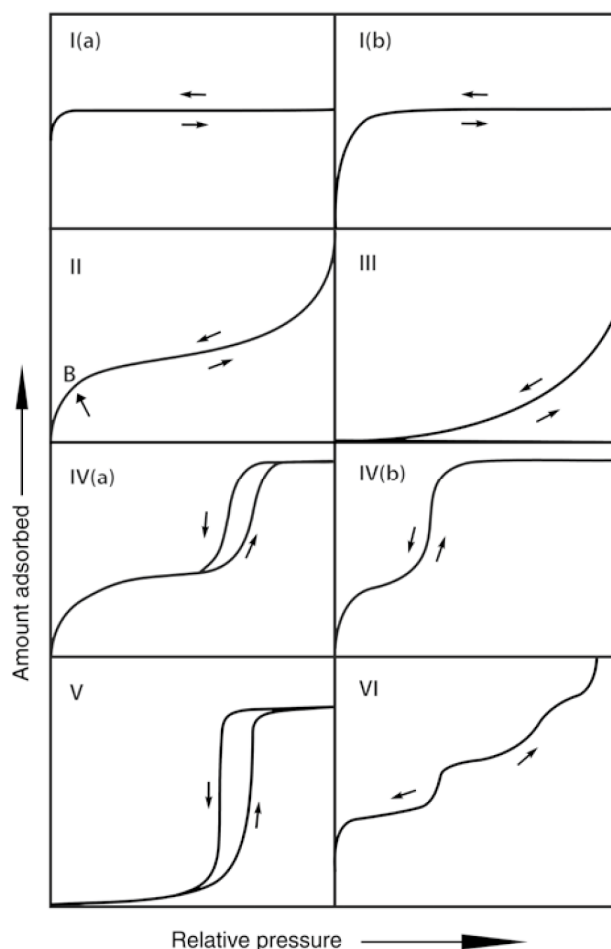 I(a)
I(b)
II
B
III
IV(a)
IV(b)
V
VI
Amount adsorbed
Relative pressure